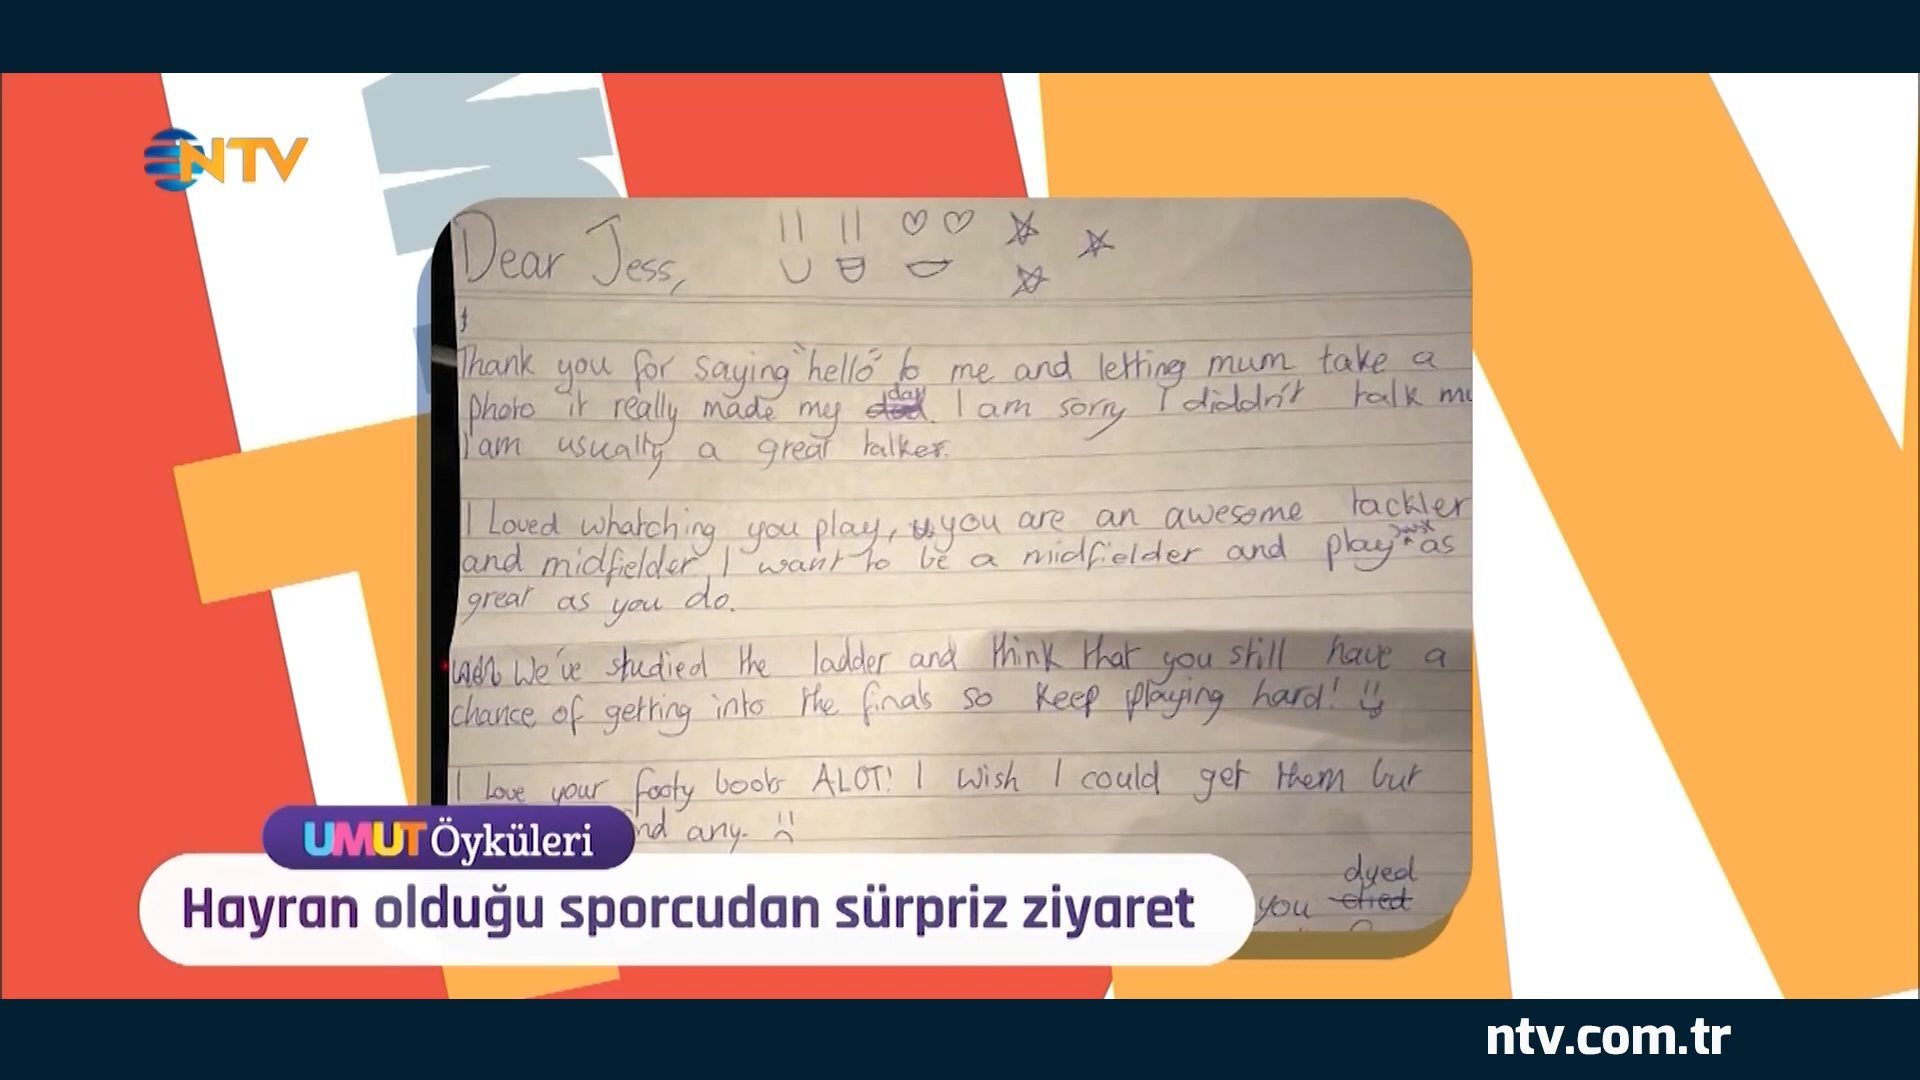 NTV
Dear Jess,
Thank you for saying "hello" to me and letting mum take a
photo it really made my day. I am sorry I diddn't talk mu
I am usually a great talker.
I Loved whatching you play, you are an awesome tackler
and midfielder, I want to be a midfielder and play just as
great as you do.
We've studied the ladder and think that you still have a
chance of getting into the finals so keep playing hard!
I love your footy boots ALOT! I wish I could get them but
nd any.
dyed
you died
UMUT Öyküleri
Hayran olduğu sporcudan sürpriz ziyaret
ntv.com.tr